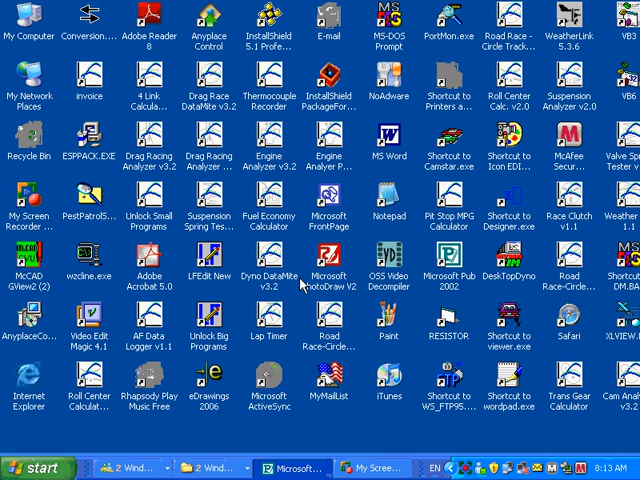 My Computer
Conversion....
Adobe Reader
8
Anyplace
Control
InstallShield
5.1 Profe...
E-mail
MS-DOS
Prompt
PortMon.exe
Road Race -
Circle Track...
WeatherLink
5.3.6
VB3
My Network
Places
invoice
4 Link
Calcula...
Drag Race
DataMite v3.2
Thermocouple
Recorder
InstallShield
PackageFor...
NoAdware
Shortcut to
Printers a...
Roll Center
Calc. v2.0
Suspension
Analyzer v2.0
VB6
Recycle Bin
ESPPACK.EXE
Drag Racing
Analyzer v3.2
Drag Racing
Analyzer ...
Engine
Analyzer v3.2
Engine
Analyzer P...
MS Word
Shortcut to
Camstar.exe
Shortcut to
Icon EDI...
McAfee
Secur...
Valve Sp
Tester v
My Screen
Recorder ...
PestPatrolS...
Unlock Small
Programs
Suspension
Spring Tes...
Fuel Economy
Calculator
Microsoft
FrontPage
Notepad
Pit Stop MPG
Calculator
Shortcut to
Designer.exe
Race Clutch
v1.1
Weather
1.1
McCAD
GView2 (2)
wzcline.exe
Adobe
Acrobat 5.0
LFEdit New
Dyno DataMite
v3.2
Microsoft
PhotoDraw V2
OSS Video
Decompiler
Microsoft Pub
2002
DeskTopDyno
Road
Race-Circle...
Shortcut
DM.BA
AnyplaceCo...
Video Edit
Magic 4.1
AF Data
Logger v1.1
Unlock Big
Programs
Lap Timer
Road
Race-Circle...
Paint
RESISTOR
Shortcut to
viewer.exe
Safari
XLVIEW.
Internet
Explorer
Roll Center
Calculat...
Rhapsody Play
Music Free
eDrawings
2006
Microsoft
ActiveSync
MyMailList
iTunes
Shortcut to
WS_FTP95...
Shortcut to
wordpad.exe
Trans Gear
Calculator
Cam Ana
v3.2
start
2 Wind...
2 Wind...
Microsoft...
My Scree...
EN
8:13 AM